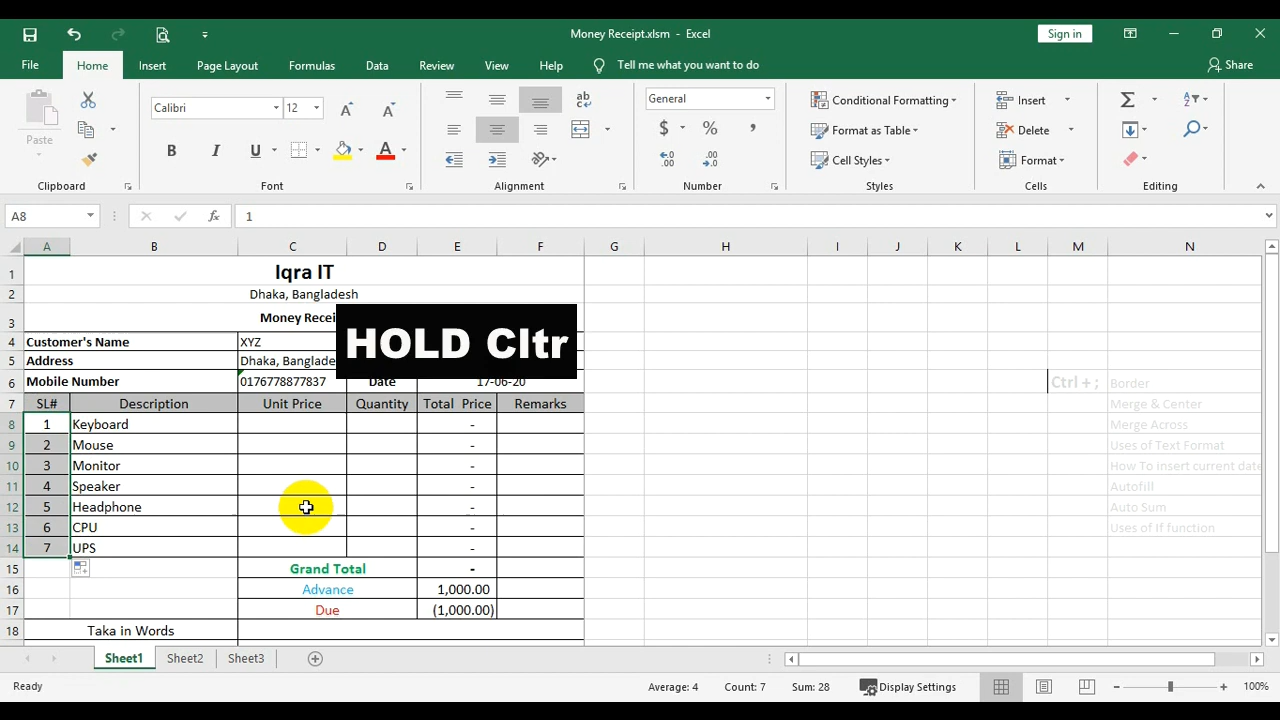 Money Receipt.xlsm - Excel
Sign in
File Home Insert Page Layout Formulas Data Review View Help Tell me what you want to do Share
Paste
Calibri 12
B I U A
ab
General
$ % ,
Conditional Formatting
Format as Table
Cell Styles
Insert
Delete
Format
Clipboard Font Alignment Number Styles Cells Editing
A8 fx 1
A B C D E F G H I J K L M N
1 Iqra IT
2 Dhaka, Bangladesh
3 Money Recei
HOLD Cltr
4 Customer's Name XYZ
5 Address Dhaka, Banglade
6 Mobile Number 0176778877837 Date 17-06-20 Ctrl + ; Border
7 SL# Description Unit Price Quantity Total Price Remarks Merge & Center
8 1 Keyboard - Merge Across
9 2 Mouse - Uses of Text Format
10 3 Monitor - How To insert current date
11 4 Speaker - Autofill
12 5 Headphone - Auto Sum
13 6 CPU - Uses of If function
14 7 UPS -
15 Grand Total -
16 Advance 1,000.00
17 Due (1,000.00)
18 Taka in Words
Sheet1 Sheet2 Sheet3
Ready Average: 4 Count: 7 Sum: 28 Display Settings 100%